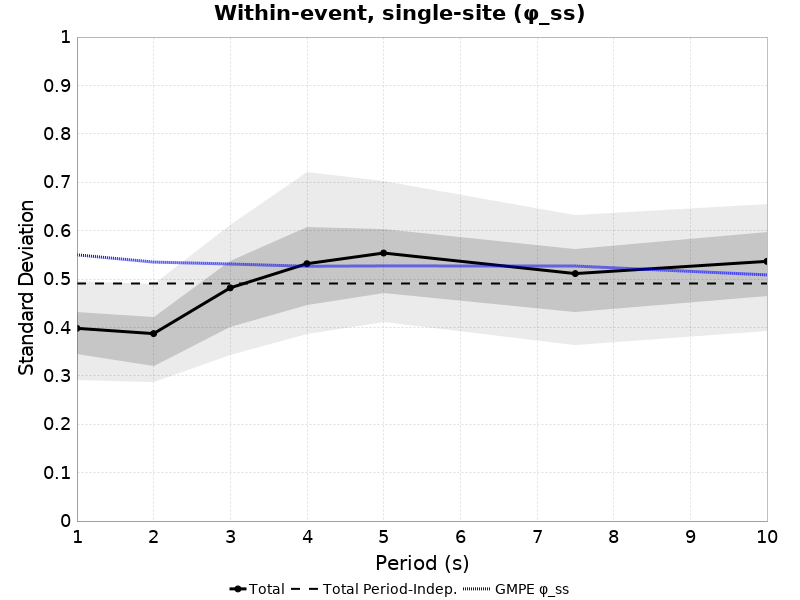 Within-event, single-site (φ_ss)
1
0.9
0.8
0.7
0.6
0.5
0.4
0.3
0.2
0.1
0
Standard Deviation
1 2 3 4 5 6 7 8 9 10
Period (s)
Total Total Period-Indep. GMPE φ_ss